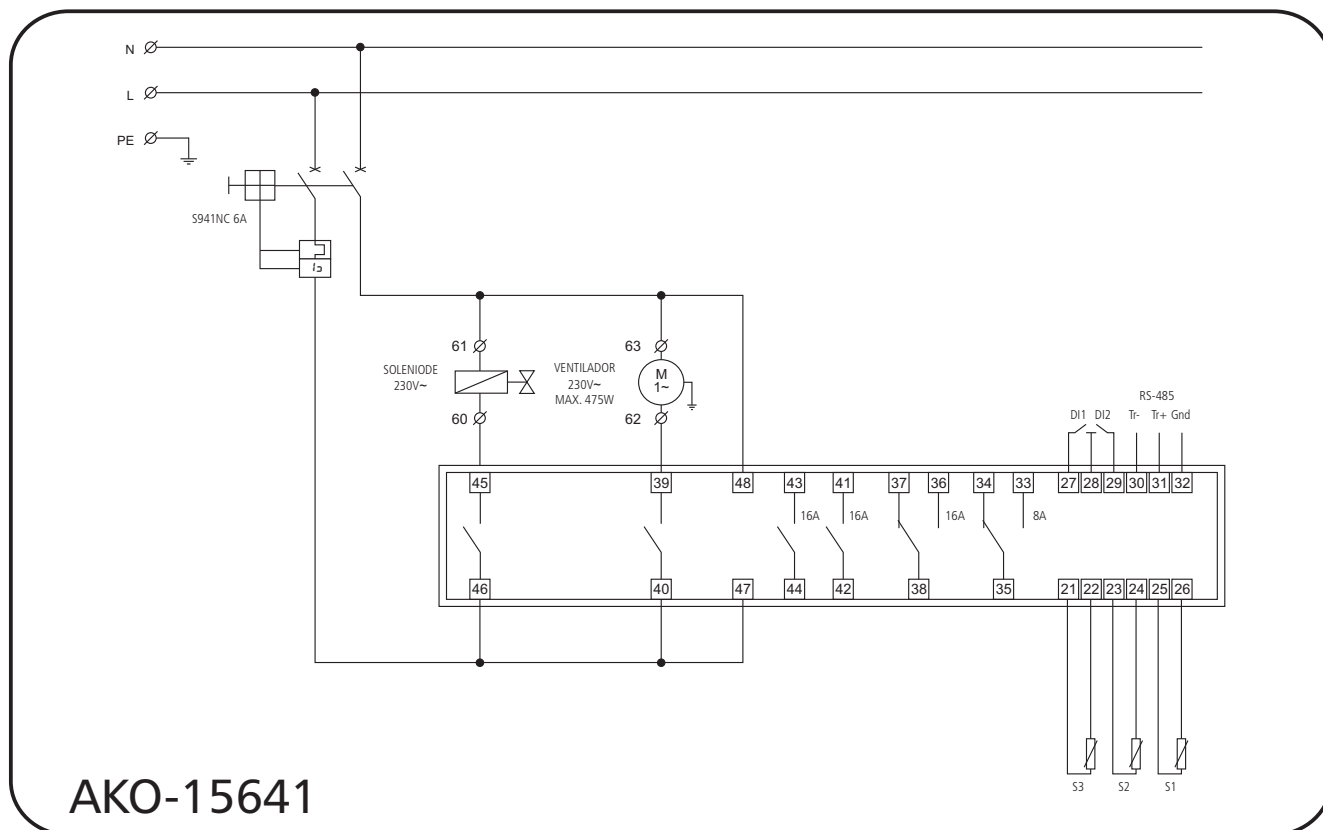 N
L
PE
S941NC 6A
I>
61
63
SOLENIODE
230V~
VENTILADOR
230V~
MAX. 475W
M
1~
60
62
RS-485
DI1 DI2 Tr- Tr+ Gnd
45 39 48 43 41 37 36 34 33 27 28 29 30 31 32
16A 16A 16A 8A
46 40 47 44 42 38 35 21 22 23 24 25 26
S3 S2 S1
AKO-15641